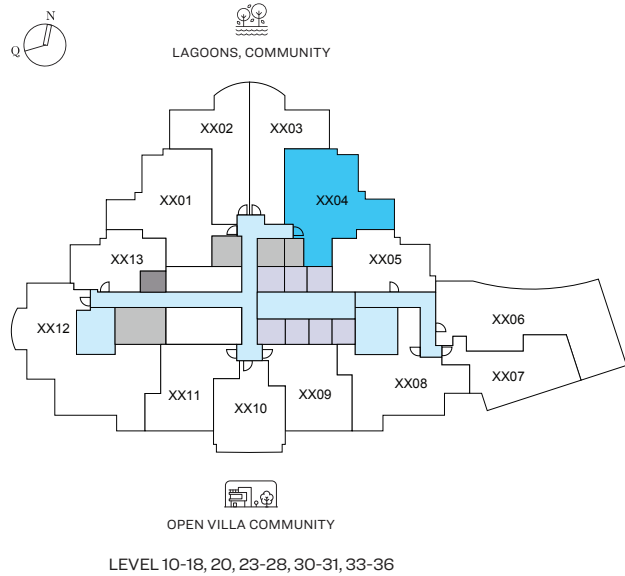 N
Q
LAGOONS, COMMUNITY
XX02
XX03
XX01
XX04
XX13
XX05
XX12
XX06
XX11
XX10
XX09
XX08
XX07
OPEN VILLA COMMUNITY
LEVEL 10-18, 20, 23-28, 30-31, 33-36